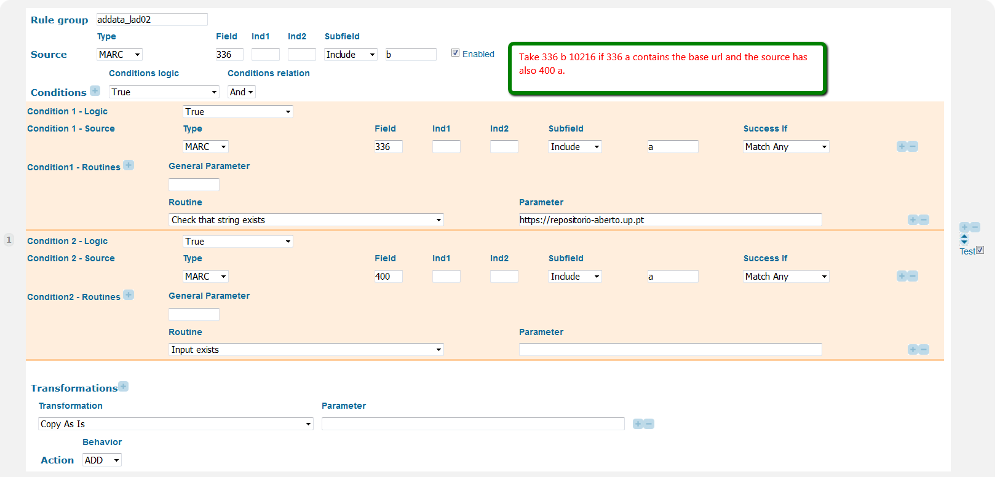 Rule group addata_lad02
Type Field Ind1 Ind2 Subfield
Source MARC 336 Include b Enabled
Take 336 b 10216 if 336 a contains the base url and the source has
also 400 a.
Conditions logic Conditions relation
Conditions + True And
Condition 1 - Logic True
Condition 1 - Source Type Field Ind1 Ind2 Subfield Success If
MARC 336 Include a Match Any + −
Condition1 - Routines + General Parameter
Routine Parameter
Check that string exists https://repositorio-aberto.up.pt + −
+ −
1 Condition 2 - Logic True
Test
Condition 2 - Source Type Field Ind1 Ind2 Subfield Success If
MARC 400 Include a Match Any + −
Condition2 - Routines + General Parameter
Routine Parameter
Input exists + −
Transformations +
Transformation Parameter
Copy As Is + −
Behavior
Action ADD